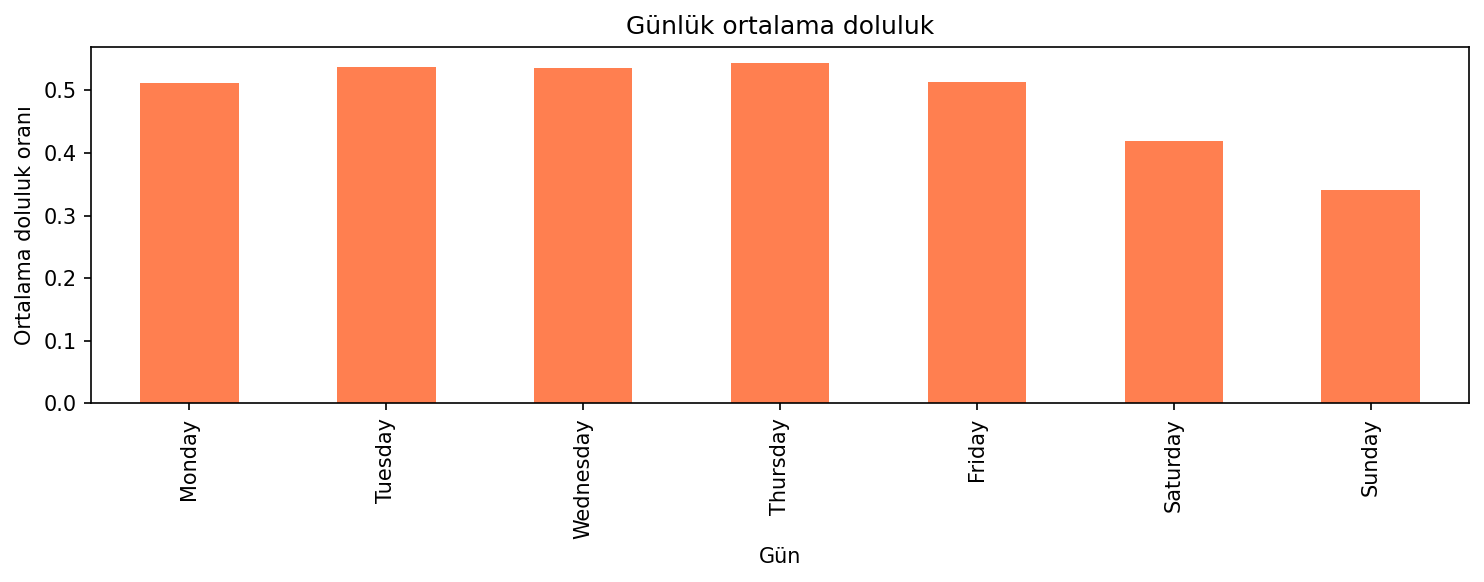 Günlük ortalama doluluk
Ortalama doluluk oranı
0.5
0.4
0.3
0.2
0.1
0.0
Monday
Tuesday
Wednesday
Thursday
Friday
Saturday
Sunday
Gün